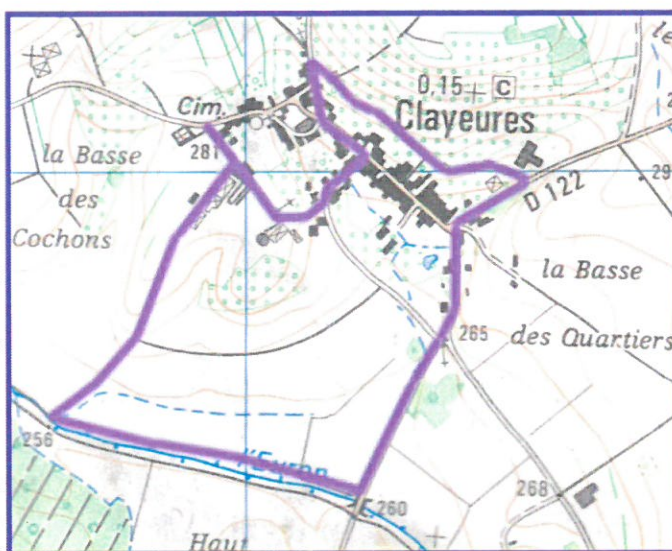 0,15 + C
Clayeures
Cim.
281
la Basse
des
Cochons
29
D 122
la Basse
des Quartiers
265
256
l'Euron
260
268
Haut